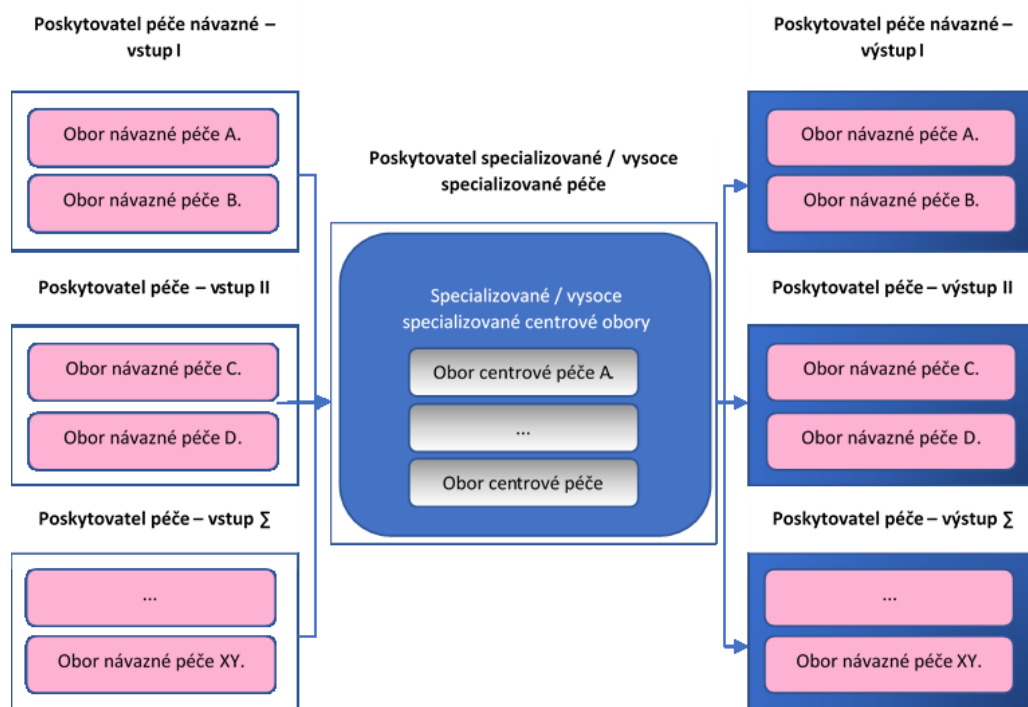 Poskytovatel péče návazné –
vstup I
Obor návazné péče A.
Obor návazné péče B.
Poskytovatel péče – vstup II
Obor návazné péče C.
Obor návazné péče D.
Poskytovatel péče – vstup ∑
...
Obor návazné péče XY.
Poskytovatel specializované / vysoce
specializované péče
Specializované / vysoce
specializované centrové obory
Obor centrové péče A.
...
Obor centrové péče
Poskytovatel péče návazné –
výstup I
Obor návazné péče A.
Obor návazné péče B.
Poskytovatel péče – výstup II
Obor návazné péče C.
Obor návazné péče D.
Poskytovatel péče – výstup ∑
...
Obor návazné péče XY.